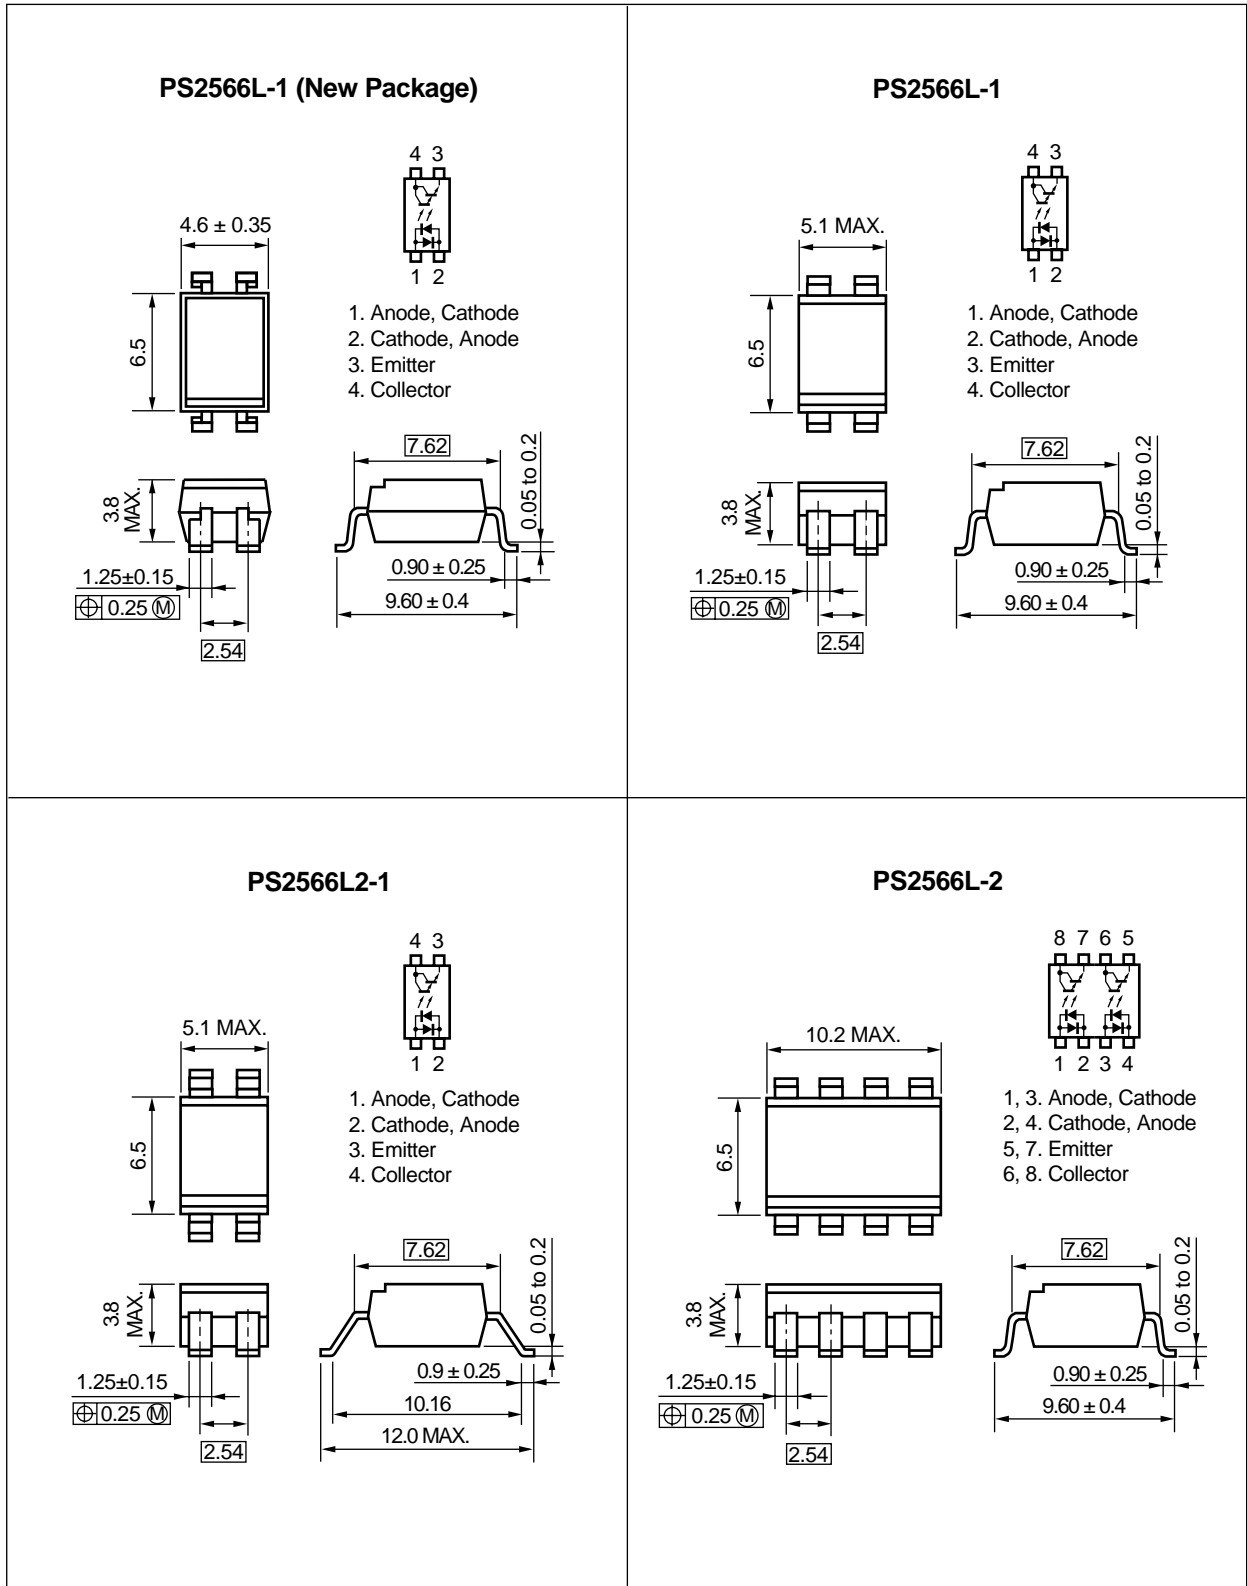 PS2566L-1 (New Package)
4 3
4.6 ± 0.35
1 2
6.5
1. Anode, Cathode
2. Cathode, Anode
3. Emitter
4. Collector
7.62
0.05 to 0.2
3.8
MAX.
1.25±0.15
0.90 ± 0.25
0.25 Ⓜ
9.60 ± 0.4
2.54
PS2566L-1
4 3
5.1 MAX.
1 2
6.5
1. Anode, Cathode
2. Cathode, Anode
3. Emitter
4. Collector
7.62
0.05 to 0.2
3.8
MAX.
1.25±0.15
0.90 ± 0.25
0.25 Ⓜ
9.60 ± 0.4
2.54
PS2566L2-1
4 3
5.1 MAX.
1 2
6.5
1. Anode, Cathode
2. Cathode, Anode
3. Emitter
4. Collector
7.62
0.05 to 0.2
3.8
MAX.
1.25±0.15
0.9 ± 0.25
0.25 Ⓜ
10.16
12.0 MAX.
2.54
PS2566L-2
8 7 6 5
10.2 MAX.
1 2 3 4
6.5
1, 3. Anode, Cathode
2, 4. Cathode, Anode
5, 7. Emitter
6, 8. Collector
7.62
0.05 to 0.2
3.8
MAX.
1.25±0.15
0.90 ± 0.25
0.25 Ⓜ
9.60 ± 0.4
2.54